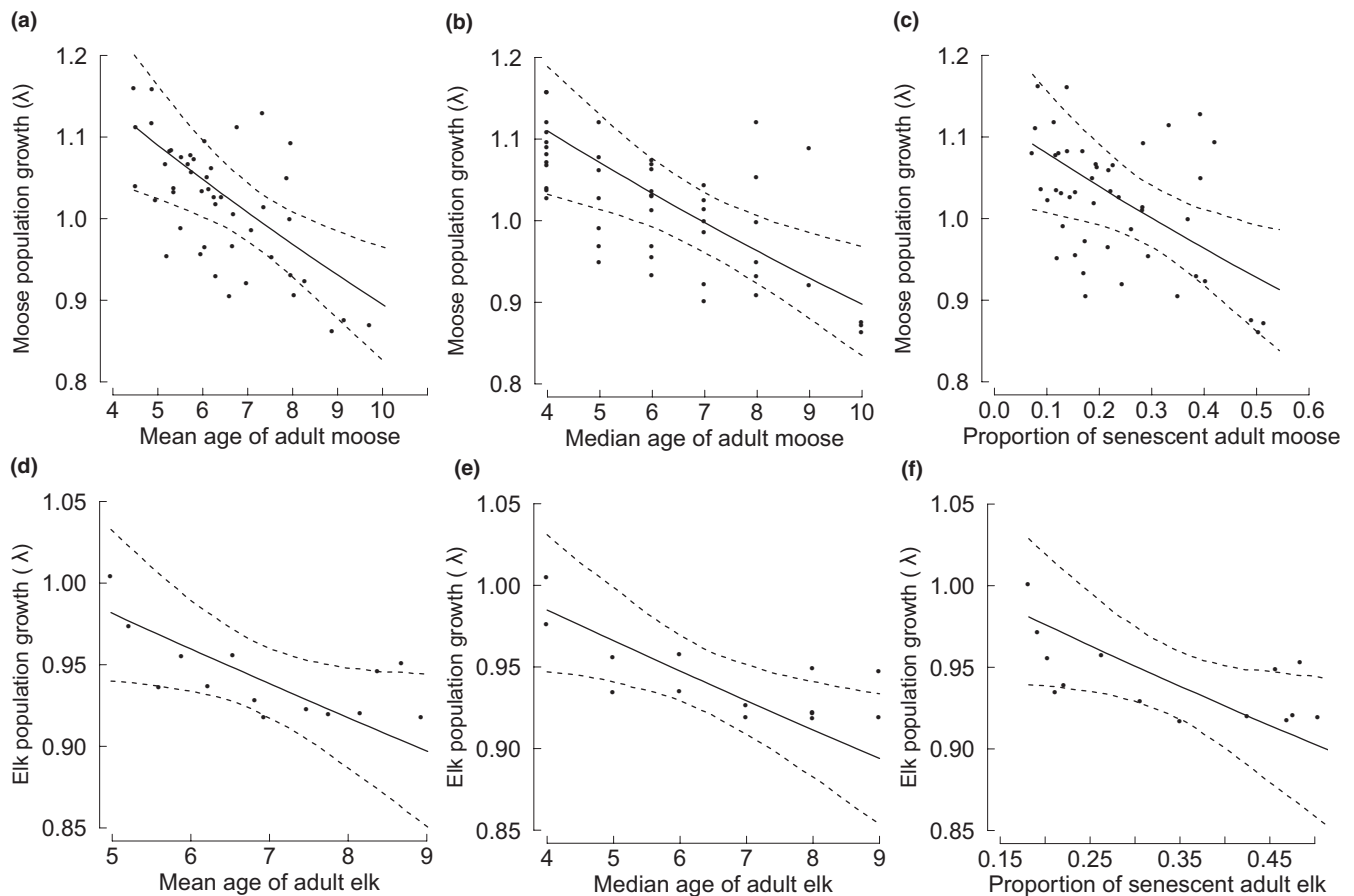 (a)
Moose population growth (λ)
1.2
1.1
1.0
0.9
0.8
4 5 6 7 8 9 10
Mean age of adult moose
(b)
Moose population growth (λ)
1.2
1.1
1.0
0.9
0.8
4 5 6 7 8 9 10
Median age of adult moose
(c)
Moose population growth (λ)
1.2
1.1
1.0
0.9
0.8
0.0 0.1 0.2 0.3 0.4 0.5 0.6
Proportion of senescent adult moose
(d)
Elk population growth ( λ)
1.05
1.00
0.95
0.90
0.85
5 6 7 8 9
Mean age of adult elk
(e)
Elk population growth ( λ)
1.05
1.00
0.95
0.90
0.85
4 5 6 7 8 9
Median age of adult elk
(f)
Elk population growth ( λ)
1.05
1.00
0.95
0.90
0.85
0.15 0.25 0.35 0.45
Proportion of senescent adult elk